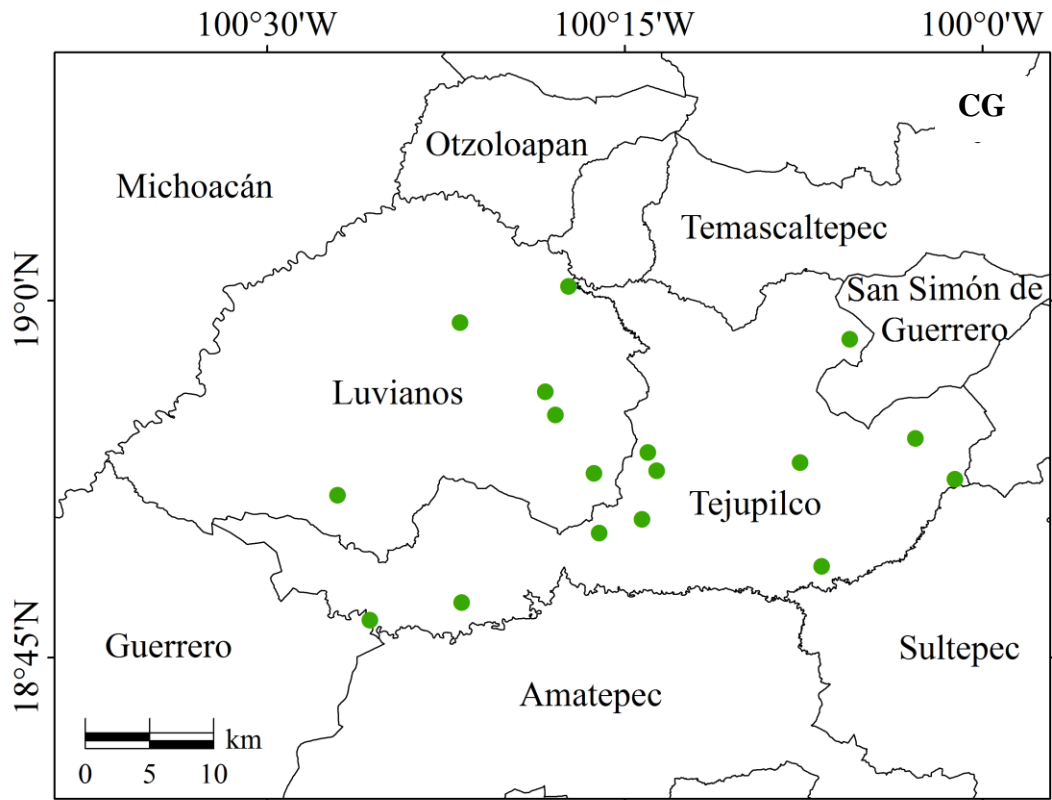 100°30'W 100°15'W 100°0'W
CG
Otzoloapan
Michoacán
Temascaltepec
19°0'N
San Simón de
Guerrero
Luvianos
Tejupilco
18°45'N
Guerrero
Sultepec
Amatepec
km
0 5 10